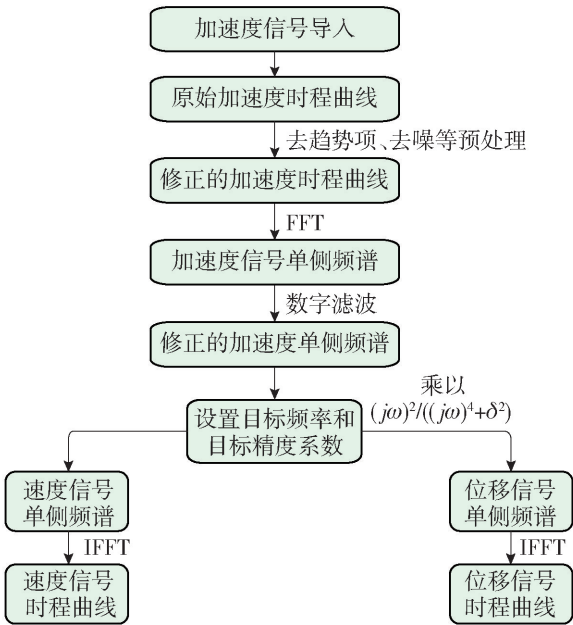 加速度信号导入
原始加速度时程曲线
去趋势项、去噪等预处理
修正的加速度时程曲线
FFT
加速度信号单侧频谱
数字滤波
修正的加速度单侧频谱
乘以
(jω)²/((jω)⁴+δ²)
设置目标频率和
目标精度系数
速度信号
单侧频谱
IFFT
速度信号
时程曲线
位移信号
单侧频谱
IFFT
位移信号
时程曲线